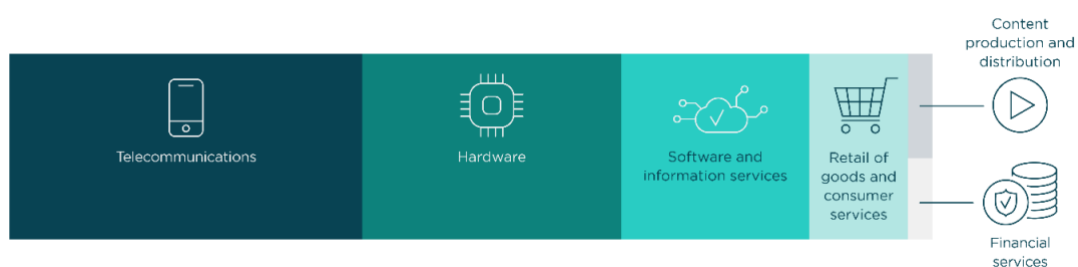 Content
production and
distribution
Telecommunications
Hardware
Software and
information services
Retail of
goods and
consumer
services
Financial
services